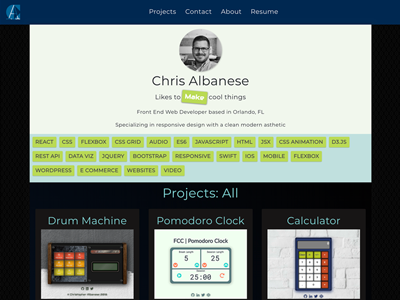 Projects Contact About Resume
Chris Albanese
Likes to Make cool things
Front End Web Developer based in Orlando, FL
Specializing in responsive design with a clean modern asthetic
REACT CSS FLEXBOX CSS GRID AUDIO ES6 JAVASCRIPT HTML JSX CSS ANIMATION D3.JS
REST API DATA VIZ JQUERY BOOTSTRAP RESPONSIVE SWIFT IOS MOBILE FLEXBOX
WORDPRESS E COMMERCE WEBSITES VIDEO
Projects: All
Drum Machine Pomodoro Clock Calculator
FCC | Pomodoro Clock
5 25
25:00